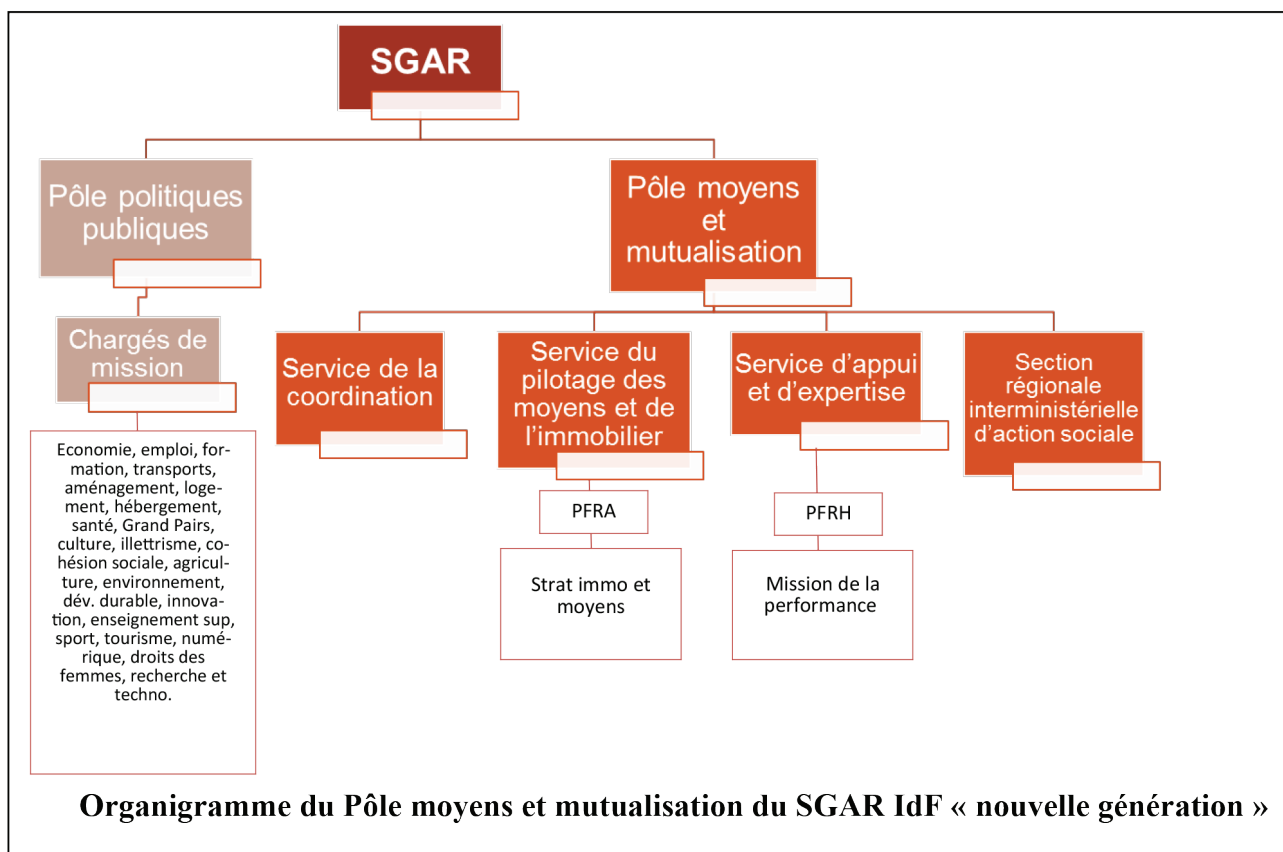 SGAR
Pôle politiques
publiques
Pôle moyens
et
mutualisation
Chargés de
mission
Service de la
coordination
Service du
pilotage des
moyens et de
l'immobilier
Service d'appui
et d'expertise
Section
régionale
interministérielle
d'action sociale
Economie, emploi, for-
mation, transports,
aménagement, loge-
ment, hébergement,
santé, Grand Pairs,
culture, illettrisme, co-
hésion sociale, agricul-
ture, environnement,
dév. durable, innova-
tion, enseignement sup,
sport, tourisme, numé-
rique, droits des
femmes, recherche et
techno.
PFRA
Strat immo et
moyens
PFRH
Mission de la
performance
Organigramme du Pôle moyens et mutualisation du SGAR IdF « nouvelle génération »